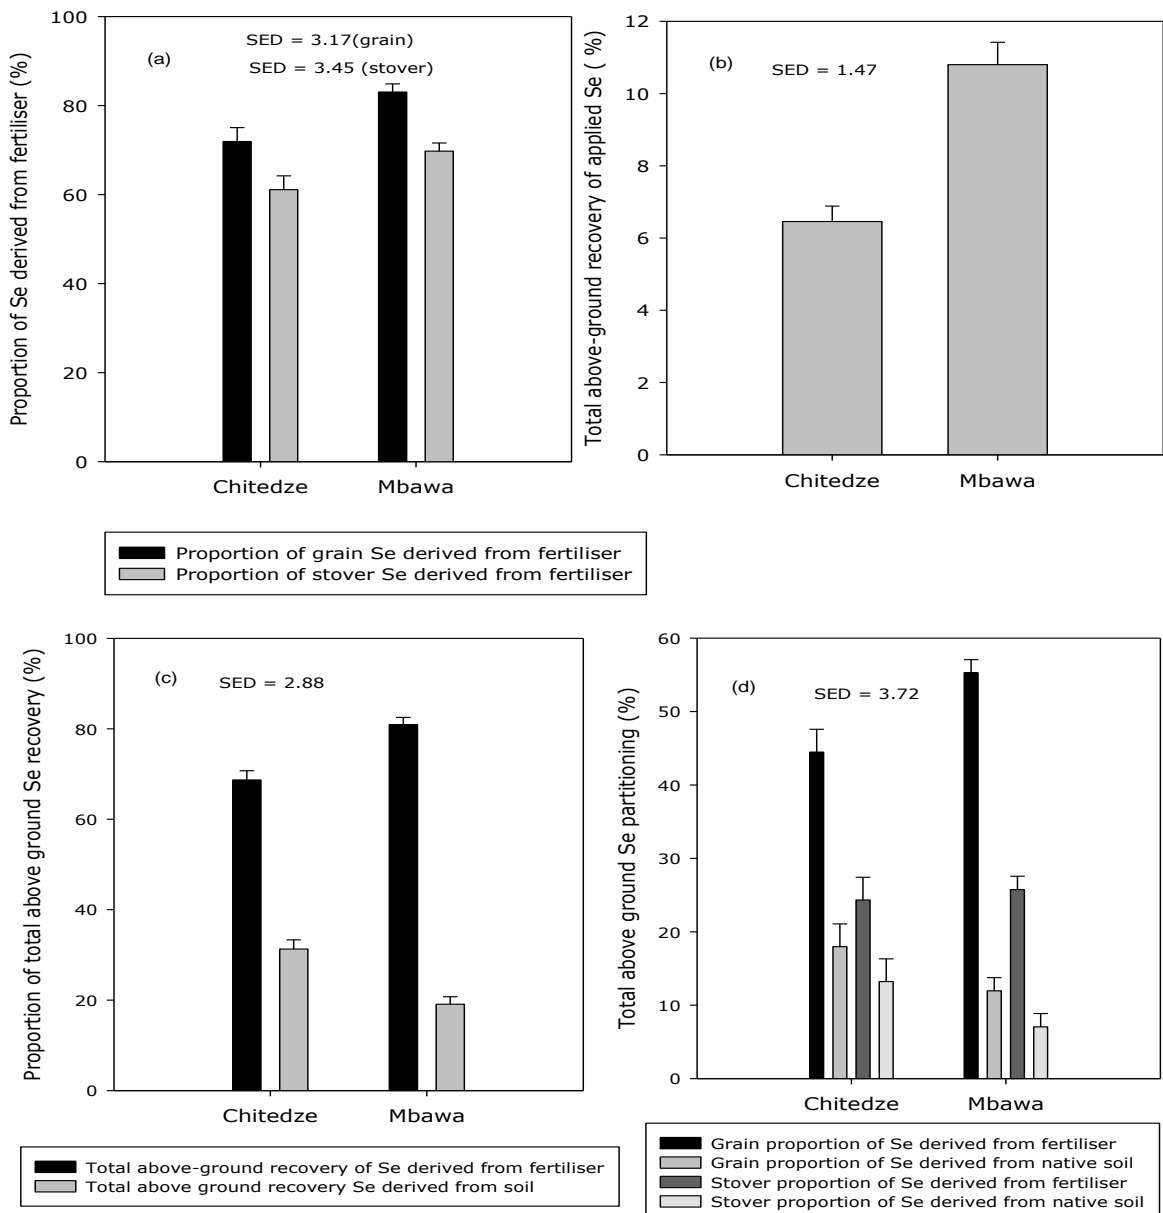 Proportion of Se derived from fertiliser (%)
100
80
60
40
20
0
(a)
SED = 3.17(grain)
SED = 3.45 (stover)
Chitedze
Mbawa
Proportion of grain Se derived from fertiliser
Proportion of stover Se derived from fertiliser
Total above-ground recovery of applied Se ( %)
12
10
8
6
4
2
0
(b)
SED = 1.47
Chitedze
Mbawa
Proportion of total above ground Se recovery (%)
100
80
60
40
20
0
(c)
SED = 2.88
Chitedze
Mbawa
Total above-ground recovery of Se derived from fertiliser
Total above ground recovery Se derived from soil
Total above ground Se partitioning (%)
60
50
40
30
20
10
0
(d)
SED = 3.72
Chitedze
Mbawa
Grain proportion of Se derived from fertiliser
Grain proportion of Se derived from native soil
Stover proportion of Se derived from fertiliser
Stover proportion of Se derived from native soil